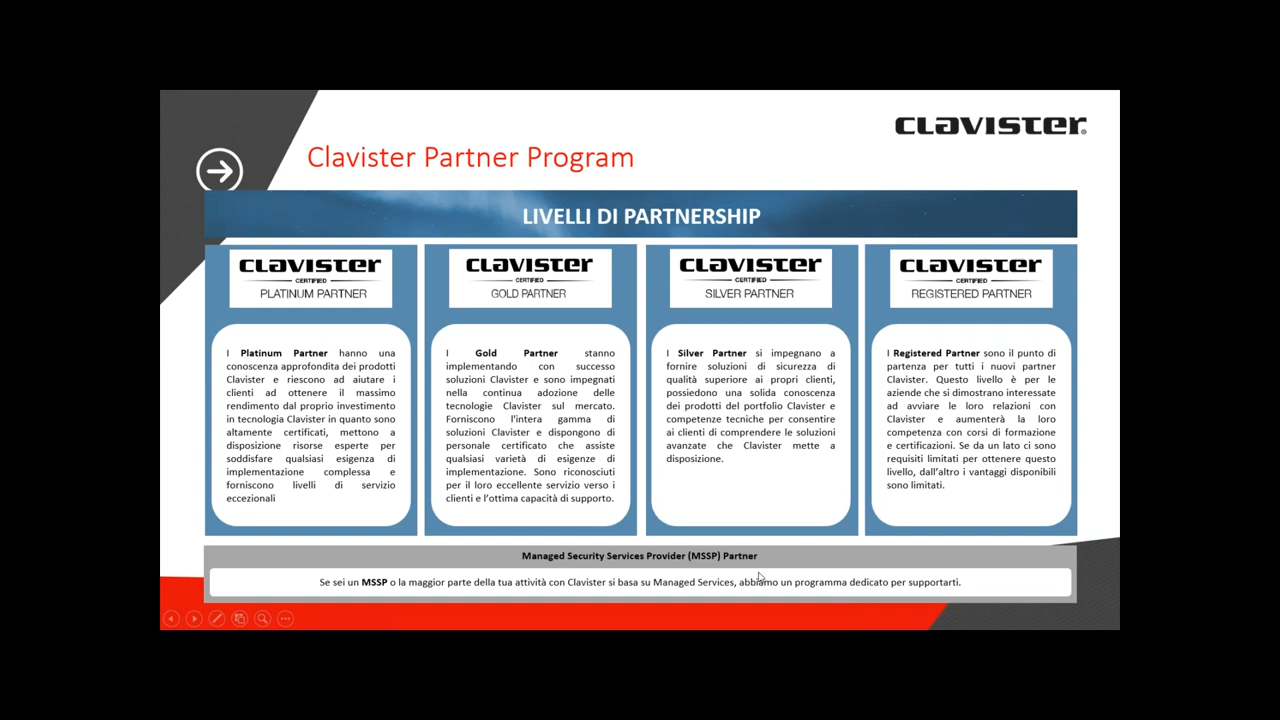 CLAVISTER®
Clavister Partner Program
LIVELLI DI PARTNERSHIP
CLAVISTER
CERTIFIED
PLATINUM PARTNER
I Platinum Partner hanno una
conoscenza approfondita dei prodotti
Clavister e riescono ad aiutare i
clienti ad ottenere il massimo
rendimento dal proprio investimento
in tecnologia Clavister in quanto sono
altamente certificati, mettono a
disposizione risorse esperte per
soddisfare qualsiasi esigenza di
implementazione complessa e
forniscono livelli di servizio
eccezionali
CLAVISTER
CERTIFIED
GOLD PARTNER
I Gold Partner stanno
implementando con successo
soluzioni Clavister e sono impegnati
nella continua adozione delle
tecnologie Clavister sul mercato.
Forniscono l'intera gamma di
soluzioni Clavister e dispongono di
personale certificato che assiste
qualsiasi varietà di esigenze di
implementazione. Sono riconosciuti
per il loro eccellente servizio verso i
clienti e l’ottima capacità di supporto.
CLAVISTER
CERTIFIED
SILVER PARTNER
I Silver Partner si impegnano a
fornire soluzioni di sicurezza di
qualità superiore ai propri clienti,
possiedono una solida conoscenza
dei prodotti del portfolio Clavister e
competenze tecniche per consentire
ai clienti di comprendere le soluzioni
avanzate che Clavister mette a
disposizione.
CLAVISTER
CERTIFIED
REGISTERED PARTNER
I Registered Partner sono il punto di
partenza per tutti i nuovi partner
Clavister. Questo livello è per le
aziende che si dimostrano interessate
ad avviare le loro relazioni con
Clavister e aumenterà la loro
competenza con corsi di formazione
e certificazioni. Se da un lato ci sono
requisiti limitati per ottenere questo
livello, dall’altro i vantaggi disponibili
sono limitati.
Managed Security Services Provider (MSSP) Partner
Se sei un MSSP o la maggior parte della tua attività con Clavister si basa su Managed Services, abbiamo un programma dedicato per supportarti.